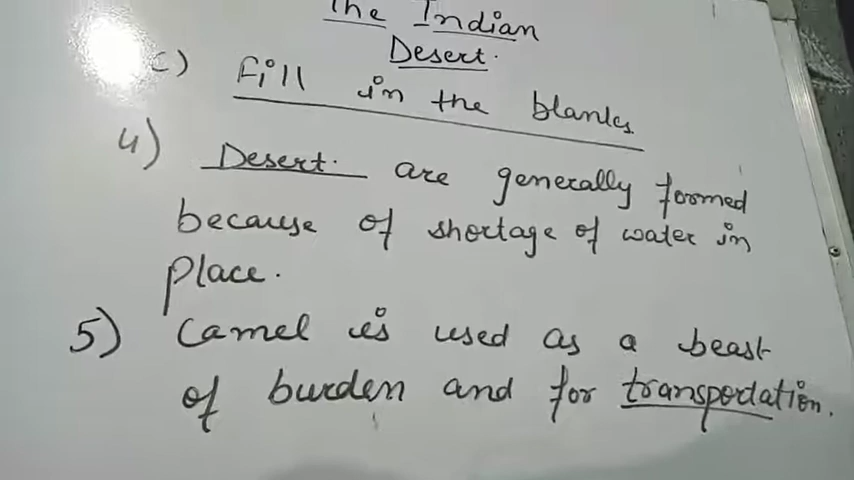 The Indian
Desert.
c) Fill in the blanks.
4) Desert. are generally formed
because of shortage of water in
place.
5) Camel is used as a beast
of burden and for transportation.